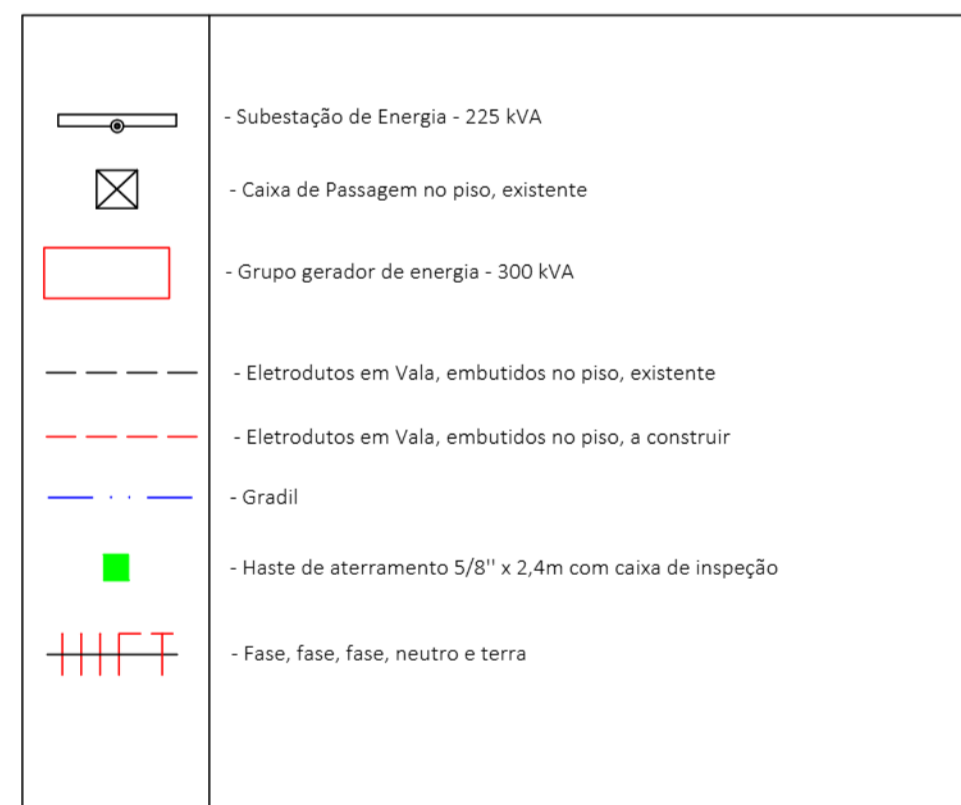 - Subestação de Energia - 225 kVA
- Caixa de Passagem no piso, existente
- Grupo gerador de energia - 300 kVA
- Eletrodutos em Vala, embutidos no piso, existente
- Eletrodutos em Vala, embutidos no piso, a construir
- Gradil
- Haste de aterramento 5/8'' x 2,4m com caixa de inspeção
- Fase, fase, fase, neutro e terra